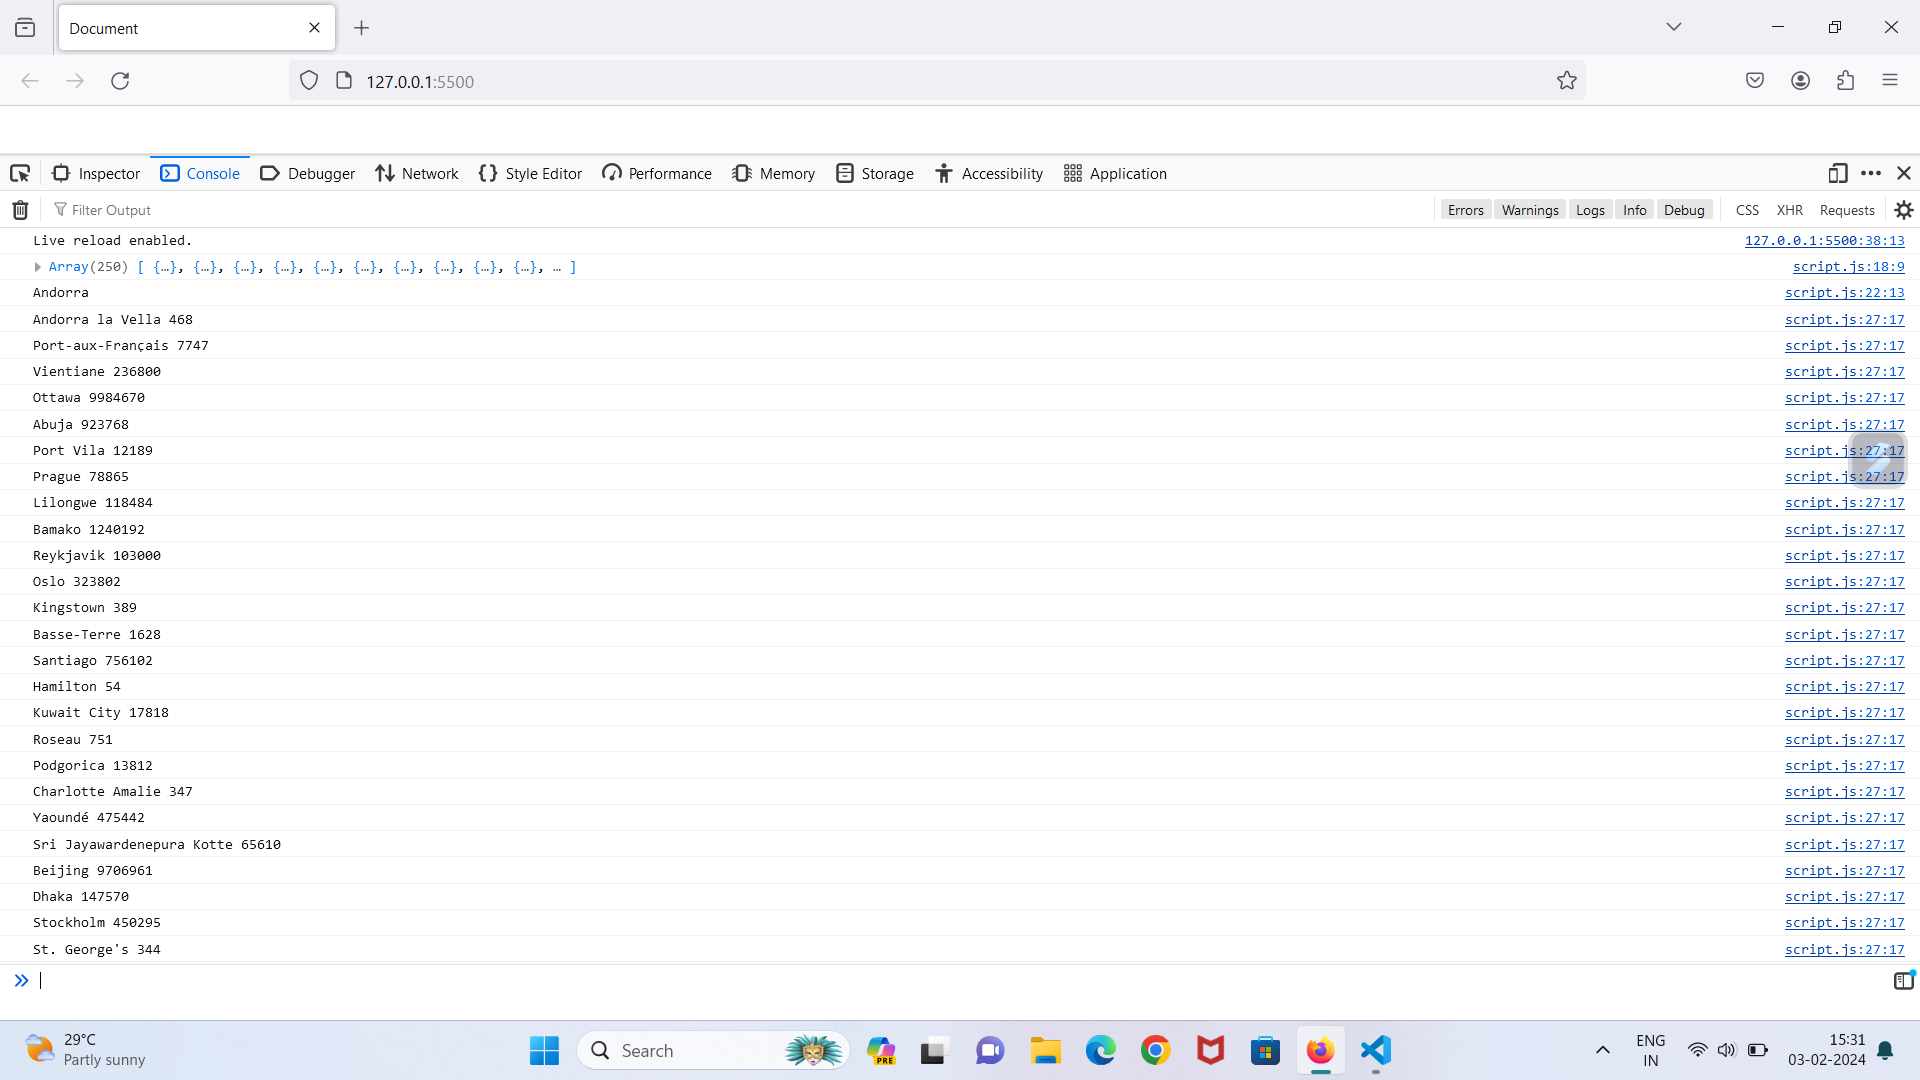 Document
127.0.0.1:5500
Inspector Console Debugger Network Style Editor Performance Memory Storage Accessibility Application
Filter Output Errors Warnings Logs Info Debug CSS XHR Requests
Live reload enabled. 127.0.0.1:5500:38:13
Array(250) [ {…}, {…}, {…}, {…}, {…}, {…}, {…}, {…}, {…}, {…}, … ] script.js:18:9
Andorra script.js:22:13
Andorra la Vella 468 script.js:27:17
Port-aux-Français 7747 script.js:27:17
Vientiane 236800 script.js:27:17
Ottawa 9984670 script.js:27:17
Abuja 923768 script.js:27:17
Port Vila 12189 script.js:27:17
Prague 78865 script.js:27:17
Lilongwe 118484 script.js:27:17
Bamako 1240192 script.js:27:17
Reykjavik 103000 script.js:27:17
Oslo 323802 script.js:27:17
Kingstown 389 script.js:27:17
Basse-Terre 1628 script.js:27:17
Santiago 756102 script.js:27:17
Hamilton 54 script.js:27:17
Kuwait City 17818 script.js:27:17
Roseau 751 script.js:27:17
Podgorica 13812 script.js:27:17
Charlotte Amalie 347 script.js:27:17
Yaoundé 475442 script.js:27:17
Sri Jayawardenepura Kotte 65610 script.js:27:17
Beijing 9706961 script.js:27:17
Dhaka 147570 script.js:27:17
Stockholm 450295 script.js:27:17
St. George's 344 script.js:27:17
29°C
Partly sunny
Search
PRE
ENG
IN
15:31
03-02-2024